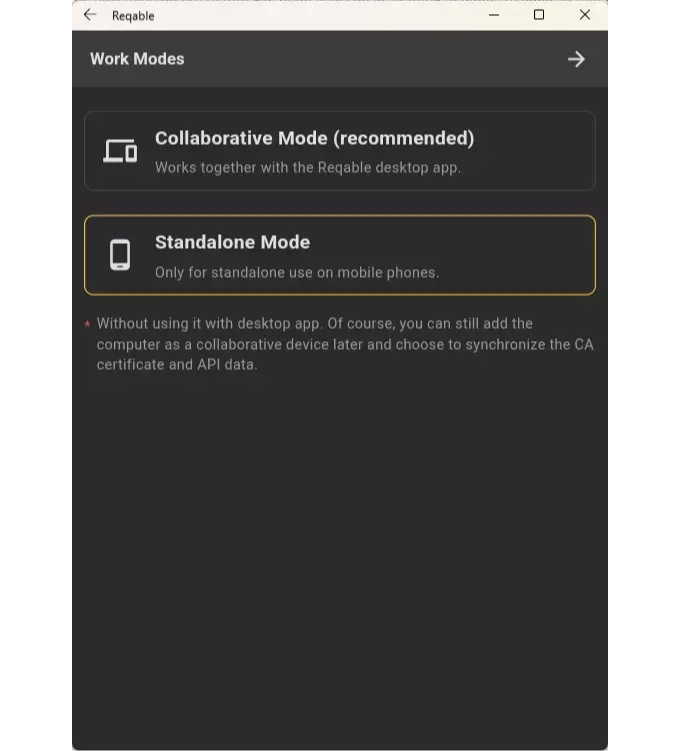 Reqable
Work Modes
Collaborative Mode (recommended)
Works together with the Reqable desktop app.
Standalone Mode
Only for standalone use on mobile phones.
* Without using it with desktop app. Of course, you can still add the
computer as a collaborative device later and choose to synchronize the CA
certificate and API data.